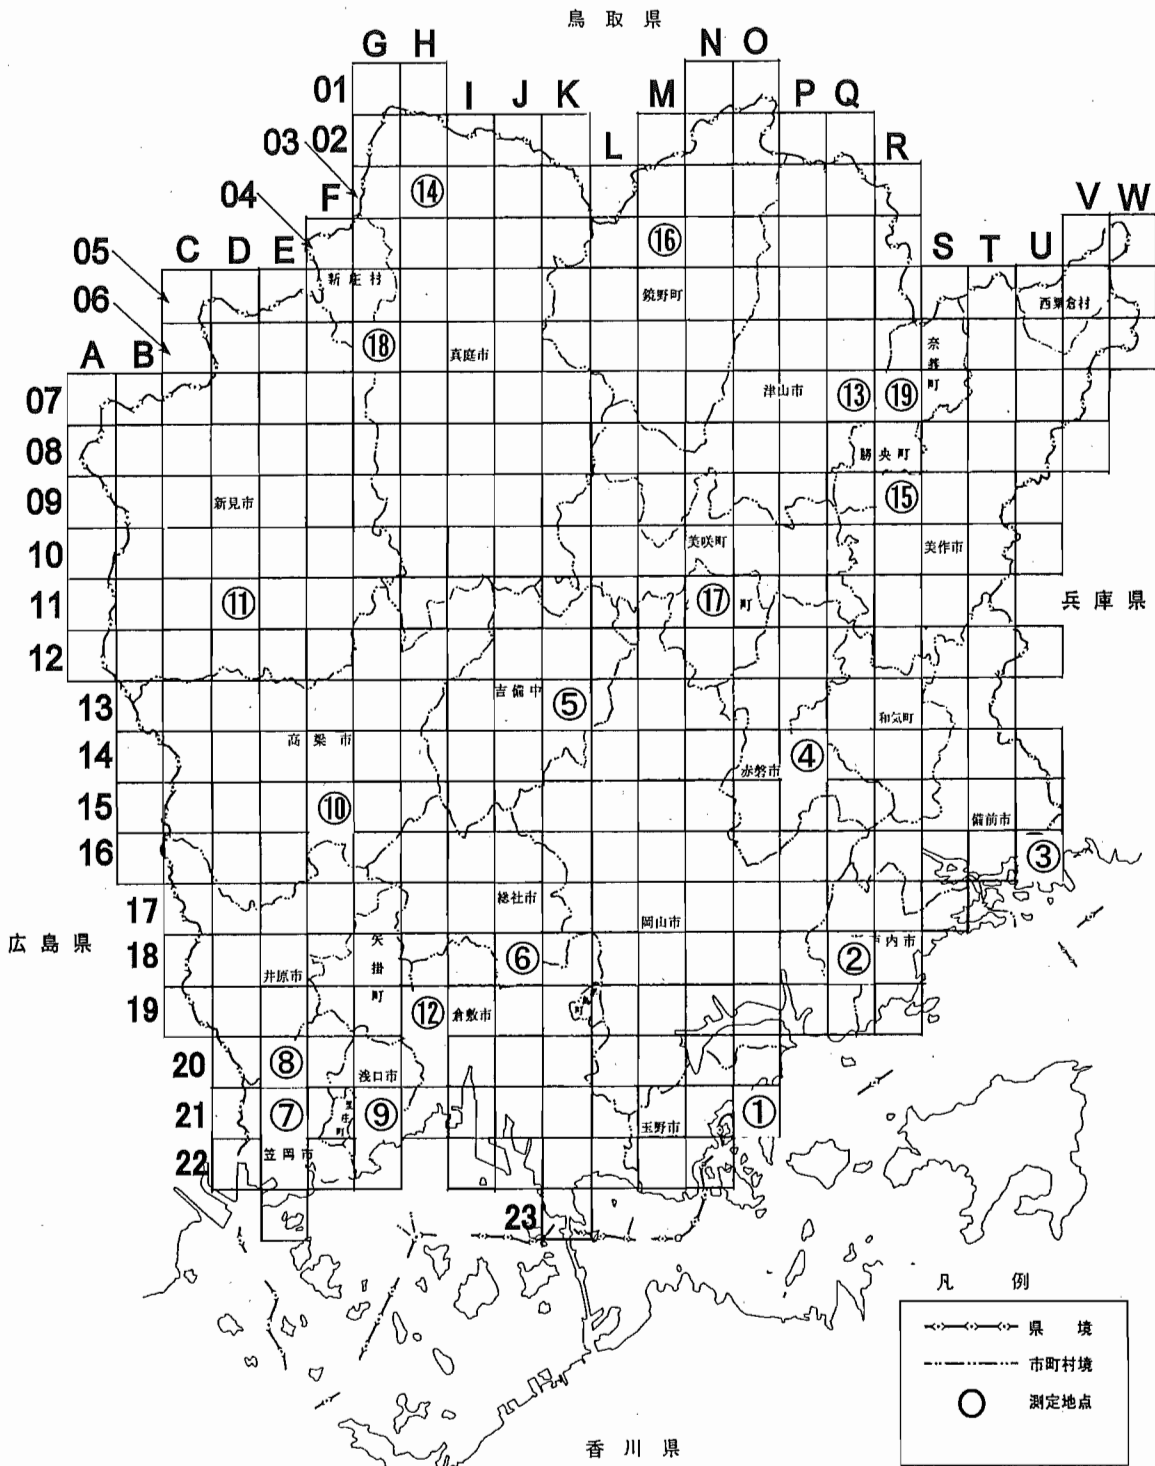 鳥取県
G H N O
01 I J K M P Q
03 02 L R
04 F ⑭ V W
05 C D E ⑯ S T U
新庄村 鏡野町 西粟倉村
06
A B ⑱ 真庭市 奈義町
07 津山市 ⑬ ⑲
08 勝央町
09 新見市 ⑮
10 美咲町 美作市
11 ⑪ ⑰ 町 兵庫県
12
13 吉備中 ⑤ 和気町
14 高梁市 赤磐市 ④
15 ⑩ 備前市
16 ③
17 総社市 岡山市
広島県 矢掛町
18 井原市 ⑥ ② 戸内市
19 ⑫ 倉敷市 町
20 ⑧ 浅口市
21 ⑦ 里庄町 ⑨ 玉野市 ①
22 笠岡市
23
凡例
県境
市町村境
測定地点
香川県